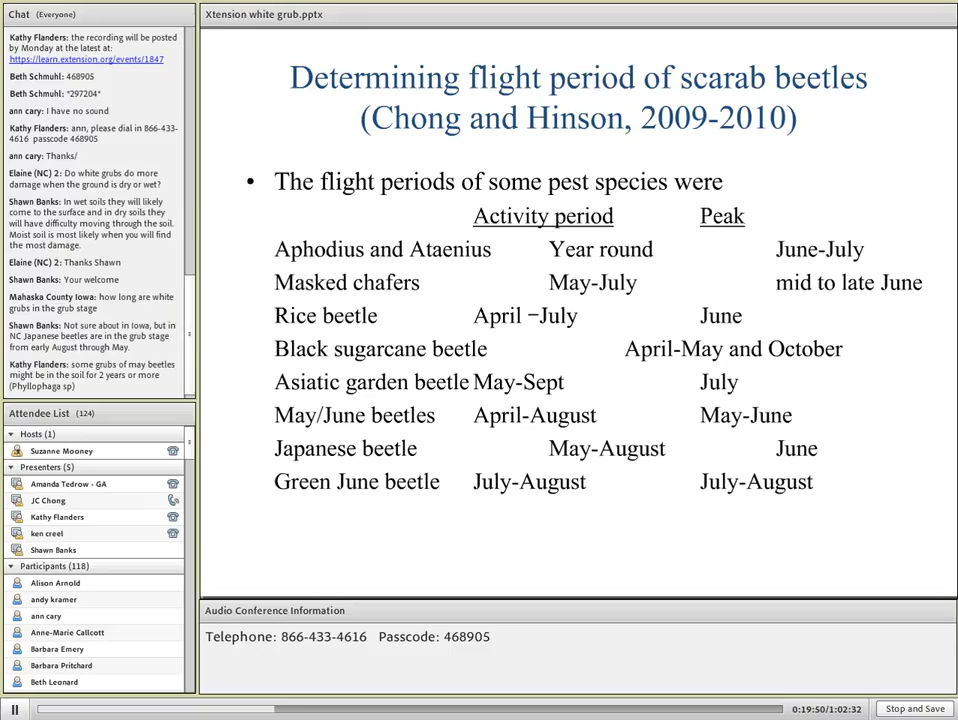 Chat (Everyone)
Kathy Flanders: the recording will be posted
by Monday at the latest at:
https://learn.extension.org/events/1847
Beth Schmuhl: 468905
Beth Schmuhl: *297204*
ann cary: I have no sound
Kathy Flanders: ann, please dial in 866-433-
4616 passcode 468905
ann cary: Thanks/
Elaine (NC) 2: Do white grubs do more
damage when the ground is dry or wet?
Shawn Banks: In wet soils they will likely
come to the surface and in dry soils they
will have difficulty moving through the soil.
Moist soil is most likely when you will find
the most damage.
Elaine (NC) 2: Thanks Shawn
Shawn Banks: Your welcome
Mahaska County Iowa: how long are white
grubs in the grub stage
Shawn Banks: Not sure about in Iowa, but in
NC Japanese beetles are in the grub stage
from early August through May.
Kathy Flanders: some grubs of may beetles
might be in the soil for 2 years or more
(Phyllophaga sp)
Attendee List (124)
Hosts (1)
Suzanne Mooney
Presenters (5)
Amanda Tedrow - GA
JC Chong
Kathy Flanders
ken creel
Shawn Banks
Participants (118)
Alison Arnold
andy kramer
ann cary
Anne-Marie Callcott
Barbara Emery
Barbara Pritchard
Beth Leonard
Xtension white grub.pptx
Determining flight period of scarab beetles
(Chong and Hinson, 2009-2010)
• The flight periods of some pest species were
Activity period Peak
Aphodius and Ataenius Year round June-July
Masked chafers May-July mid to late June
Rice beetle April –July June
Black sugarcane beetle April-May and October
Asiatic garden beetle May-Sept July
May/June beetles April-August May-June
Japanese beetle May-August June
Green June beetle July-August July-August
Audio Conference Information
Telephone: 866-433-4616 Passcode: 468905
0:19:50/1:02:32
Stop and Save